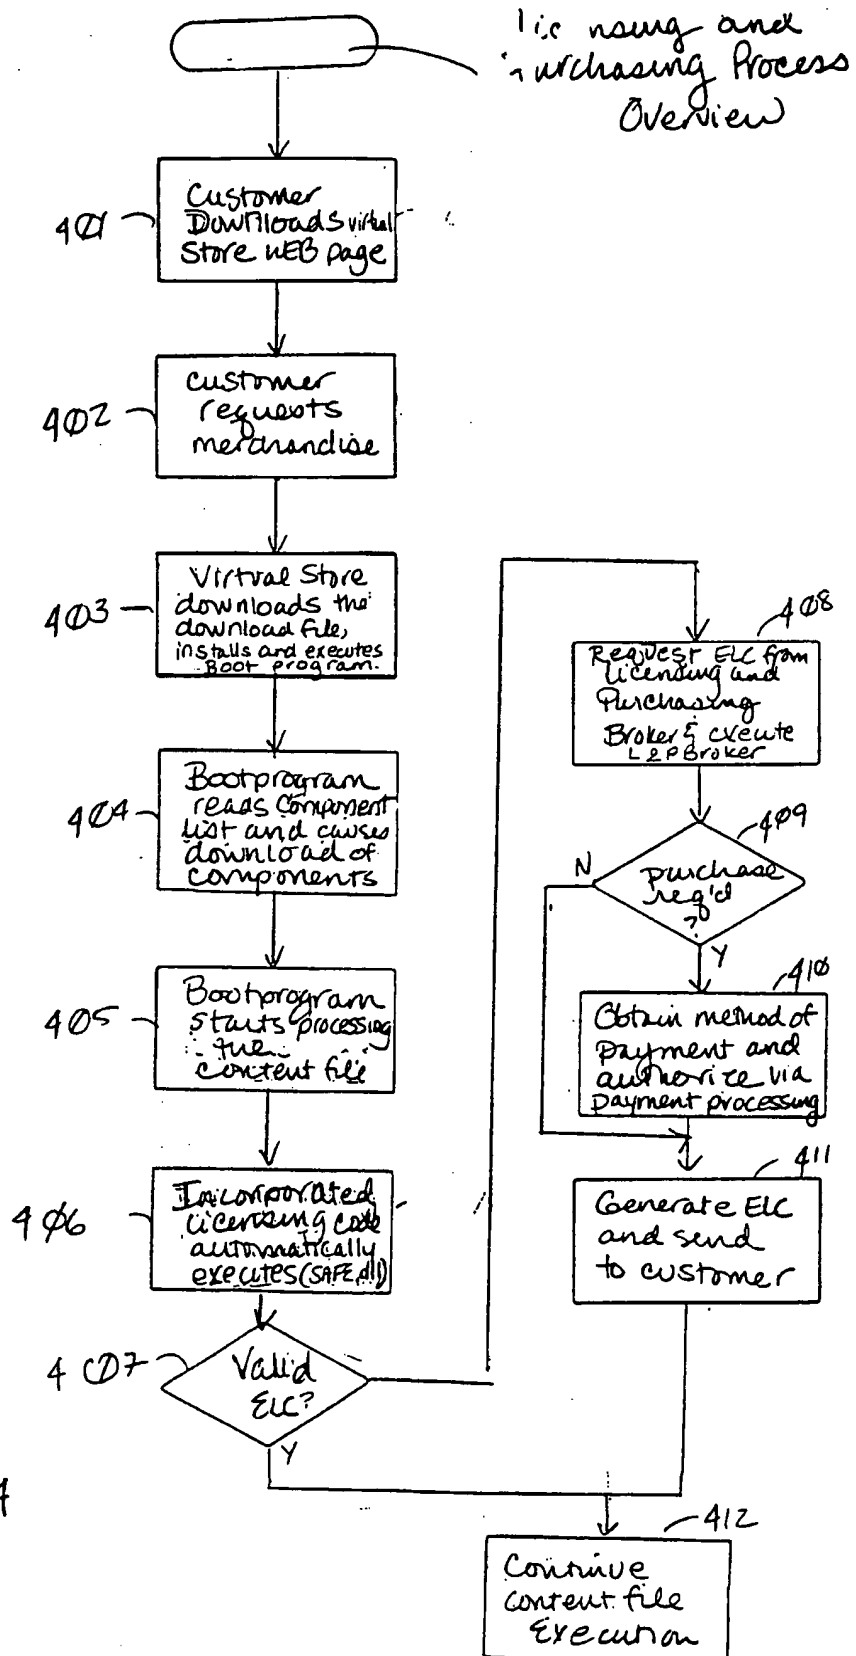 and
Purchasing Process
Overview
401
Customer
Downloads virtual
Store WEB page
402
Customer
requests
merchandise
403
Virtual Store
downloads the
download file,
installs and executes
Boot program.
404
Bootprogram
reads Component
list and causes
download of
components
405
Bootprogram
starts processing
the
content file
406
Incorporated
licensing code
automatically
executes (SAFE.dll)
407
Valid
ELC?
Y
408
Request ELC from
licensing and
Purchasing
Broker & execute
L&P Broker
409
N
purchase
req'd
?
Y
410
Obtain method of
payment and
authorize via
payment processing
411
Generate ELC
and send
to customer
412
Continue
content file
Execution